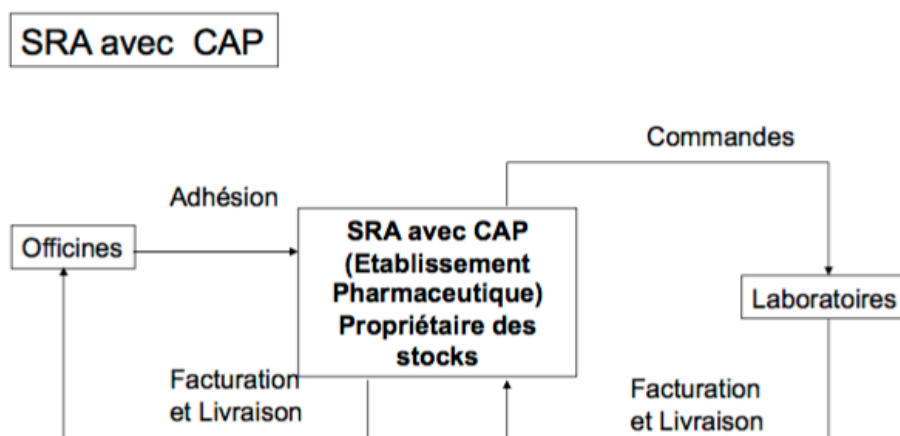 SRA avec CAP
Commandes
Adhésion
Officines
SRA avec CAP
(Etablissement
Pharmaceutique)
Propriétaire des
stocks
Laboratoires
Facturation
et Livraison
Facturation
et Livraison